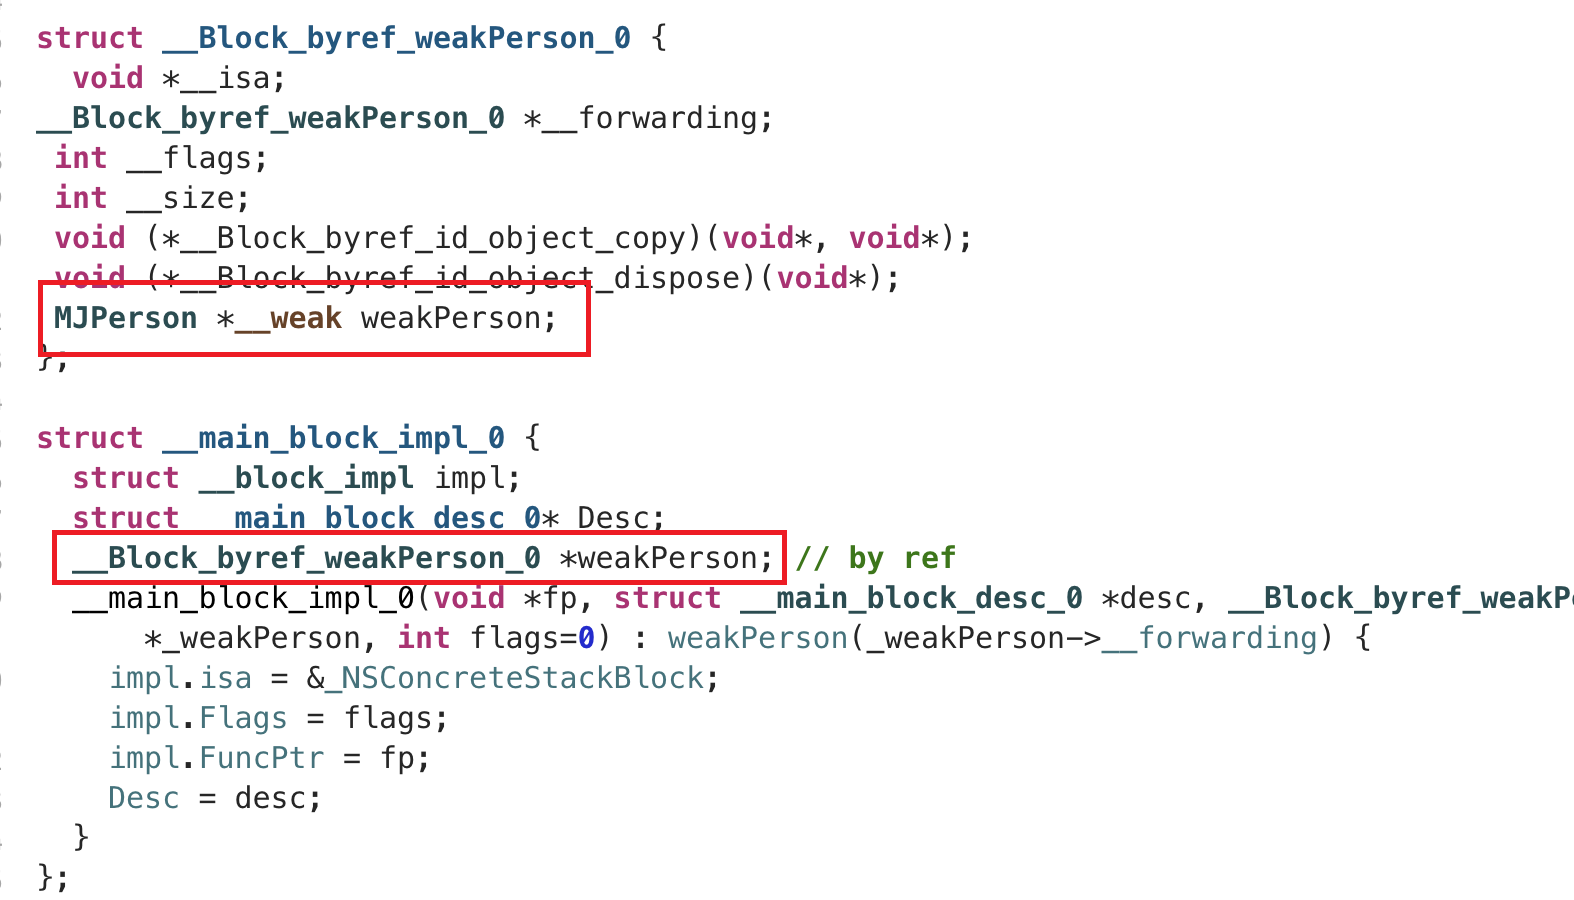 struct __Block_byref_weakPerson_0 {
  void *__isa;
__Block_byref_weakPerson_0 *__forwarding;
 int __flags;
 int __size;
 void (*__Block_byref_id_object_copy)(void*, void*);
 void (*__Block_byref_id_object_dispose)(void*);
 MJPerson *__weak weakPerson;
};
struct __main_block_impl_0 {
  struct __block_impl impl;
  struct __main_block_desc_0* Desc;
  __Block_byref_weakPerson_0 *weakPerson; // by ref
  __main_block_impl_0(void *fp, struct __main_block_desc_0 *desc, __Block_byref_weakP
      *_weakPerson, int flags=0) : weakPerson(_weakPerson->__forwarding) {
    impl.isa = &_NSConcreteStackBlock;
    impl.Flags = flags;
    impl.FuncPtr = fp;
    Desc = desc;
  }
};